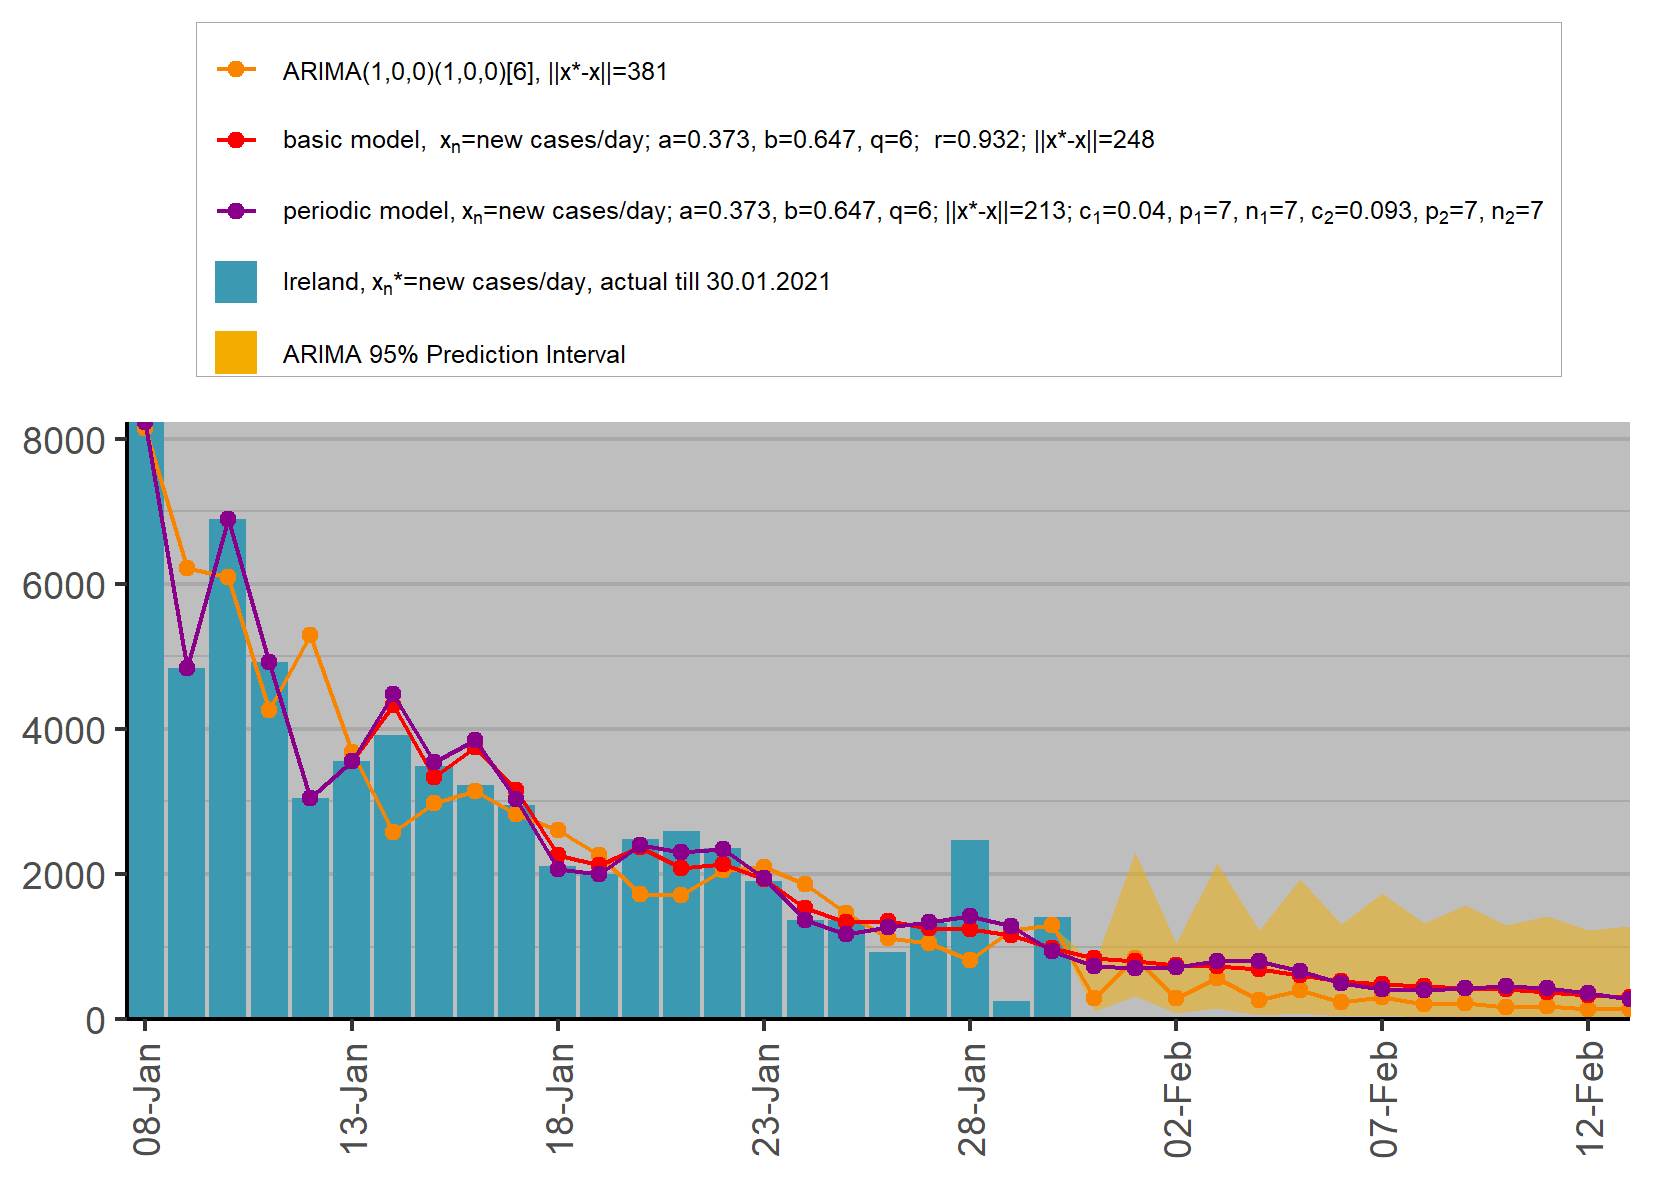 ARIMA(1,0,0)(1,0,0)[6], ||x*-x||=381
basic model, xn=new cases/day; a=0.373, b=0.647, q=6; r=0.932; ||x*-x||=248
periodic model, xn=new cases/day; a=0.373, b=0.647, q=6; ||x*-x||=213; c1=0.04, p1=7, n1=7, c2=0.093, p2=7, n2=7
Ireland, xn*=new cases/day, actual till 30.01.2021
ARIMA 95% Prediction Interval
8000
6000
4000
2000
0
08-Jan
13-Jan
18-Jan
23-Jan
28-Jan
02-Feb
07-Feb
12-Feb